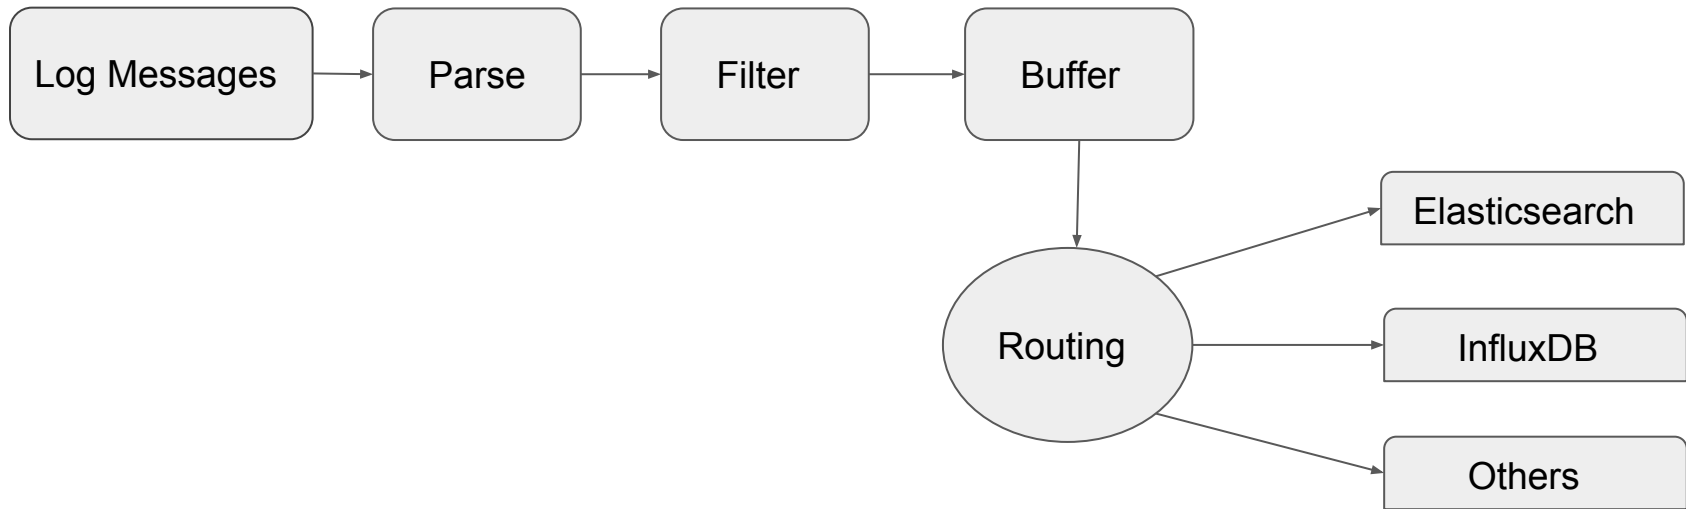 Log Messages
Parse
Filter
Buffer
Routing
Elasticsearch
InfluxDB
Others